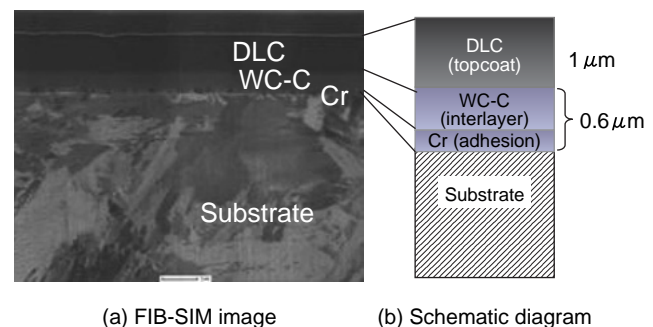 DLC
WC-C
Cr
Substrate
DLC
(topcoat)
1 μm
WC-C
(interlayer)
0.6 μm
Cr (adhesion)
Substrate
(a) FIB-SIM image
(b) Schematic diagram